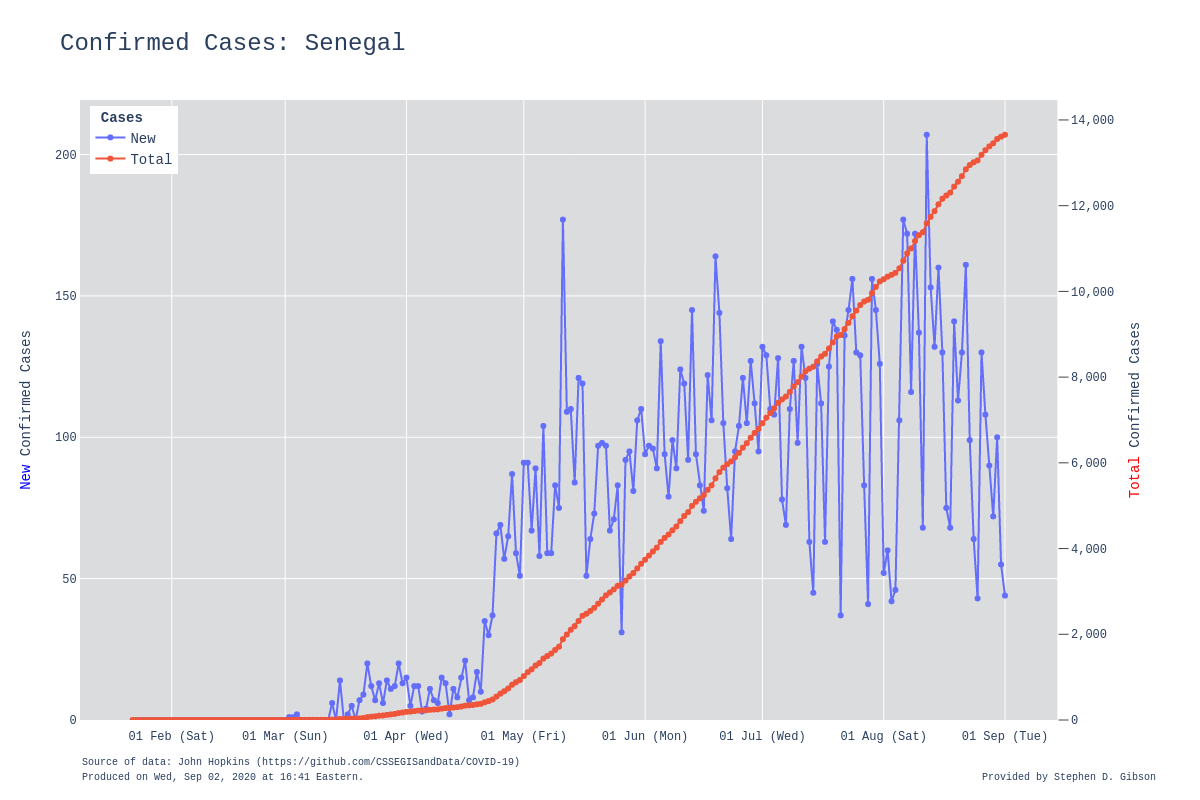 Confirmed Cases: Senegal
Cases
New
Total
200
150
100
50
0
14,000
12,000
10,000
8,000
6,000
4,000
2,000
0
New Confirmed Cases
Total Confirmed Cases
01 Feb (Sat) 01 Mar (Sun) 01 Apr (Wed) 01 May (Fri) 01 Jun (Mon) 01 Jul (Wed) 01 Aug (Sat) 01 Sep (Tue)
Source of data: John Hopkins (https://github.com/CSSEGISandData/COVID-19)
Produced on Wed, Sep 02, 2020 at 16:41 Eastern.
Provided by Stephen D. Gibson